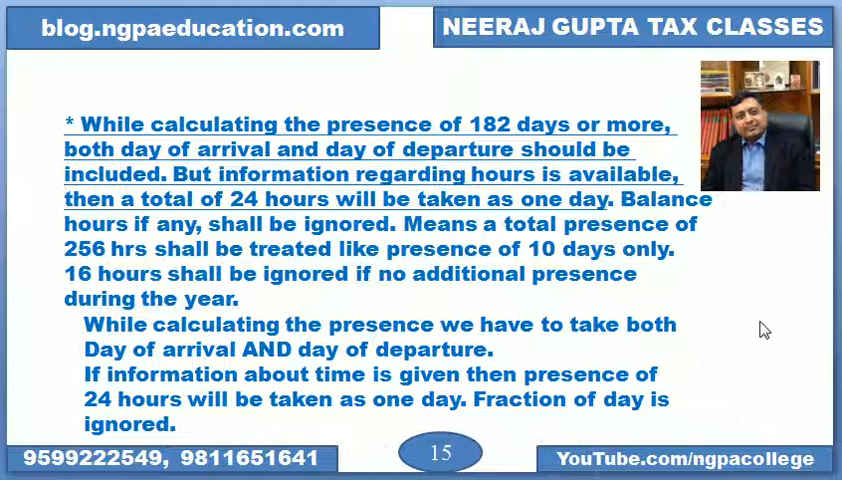 blog.ngpaeducation.com
NEERAJ GUPTA TAX CLASSES
* While calculating the presence of 182 days or more,
both day of arrival and day of departure should be
included. But information regarding hours is available,
then a total of 24 hours will be taken as one day. Balance
hours if any, shall be ignored. Means a total presence of
256 hrs shall be treated like presence of 10 days only.
16 hours shall be ignored if no additional presence
during the year.
While calculating the presence we have to take both
Day of arrival AND day of departure.
If information about time is given then presence of
24 hours will be taken as one day. Fraction of day is
ignored.
9599222549, 9811651641
15
YouTube.com/ngpacollege